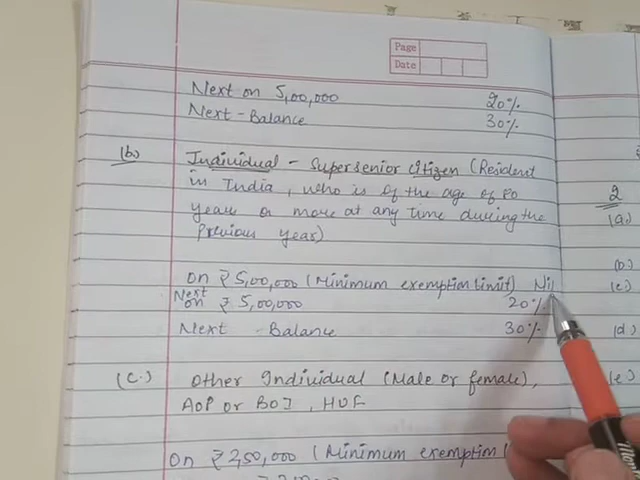 Page
Date
Next on 5,00,000 20%
Next - Balance 30%
(b.) Individual - Supersenior citizen (Resident
in India, who is of the age of 80
years or more at any time during the
Previous year)
on ₹ 5,00,000 (Minimum exemption Limit) Nil
Next on ₹ 5,00,000 20%
Next - Balance 30%
(C.) Other Individual (Male or female),
AOP or BOI, HUF
On ₹ 2,50,000 (Minimum exemption
2
(a.)
(b.)
(c)
(d)
(e)